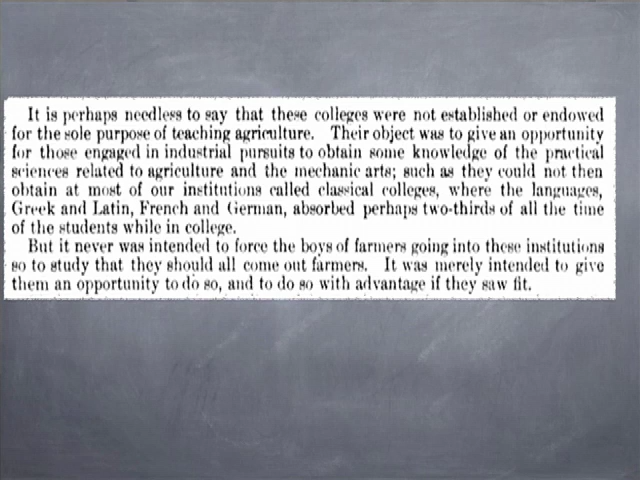 It is perhaps needless to say that these colleges were not established or endowed
for the sole purpose of teaching agriculture. Their object was to give an opportunity
for those engaged in industrial pursuits to obtain some knowledge of the practical
sciences related to agriculture and the mechanic arts; such as they could not then
obtain at most of our institutions called classical colleges, where the languages,
Greek and Latin, French and German, absorbed perhaps two-thirds of all the time
of the students while in college.
But it never was intended to force the boys of farmers going into these institutions
so to study that they should all come out farmers. It was merely intended to give
them an opportunity to do so, and to do so with advantage if they saw fit.